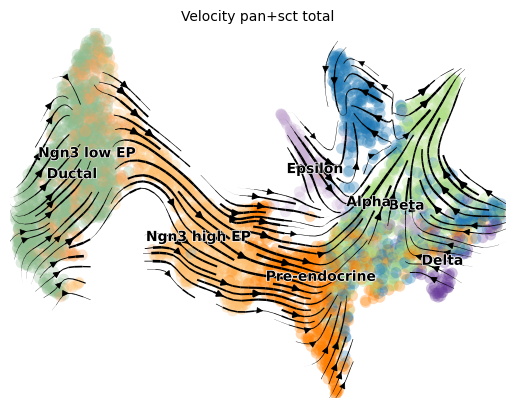 Velocity pan+sct total
Ngn3 low EP
Epsilon
Ductal
Alpha
Beta
Ngn3 high EP
Delta
Pre-endocrine